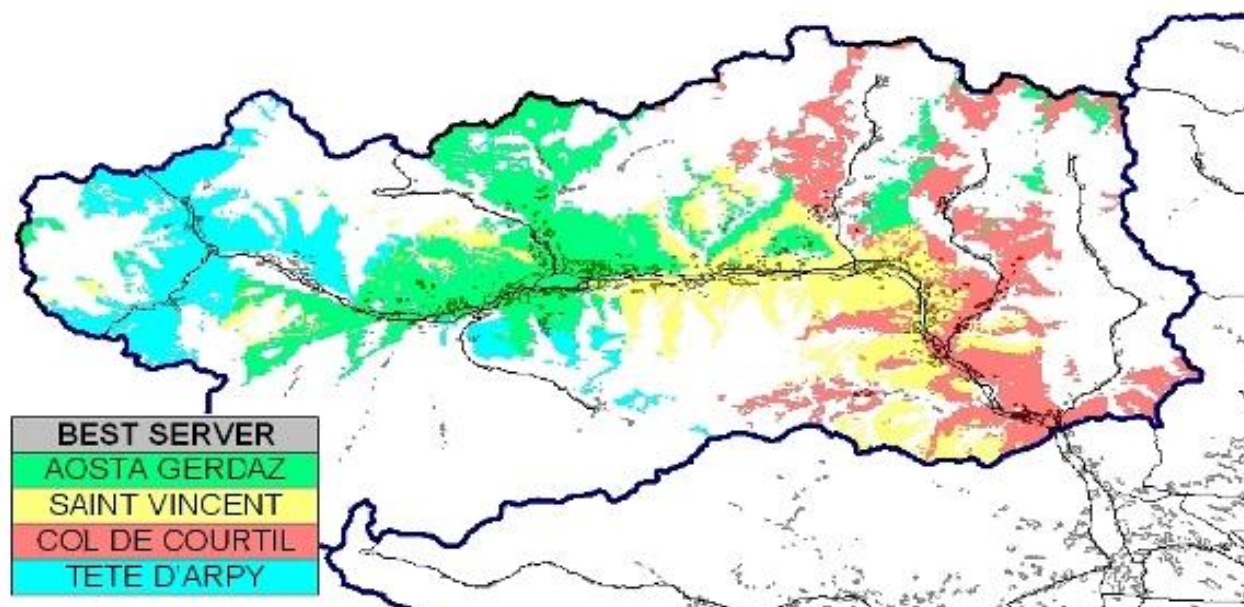 BEST SERVER
AOSTA GERDAZ
SAINT VINCENT
COL DE COURTIL
TETE D'ARPY